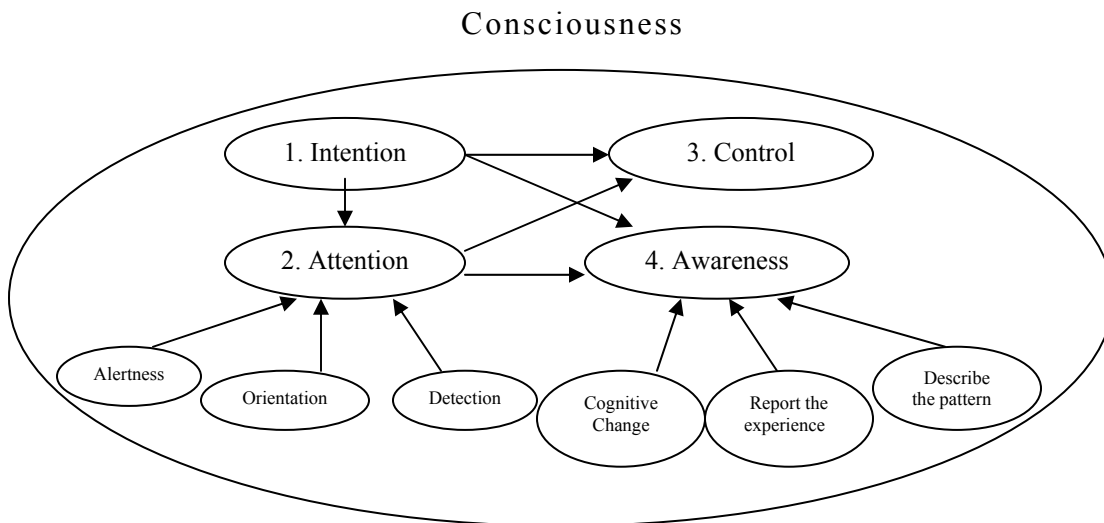 Consciousness
1. Intention
3. Control
2. Attention
4. Awareness
Alertness
Orientation
Detection
Cognitive
Change
Report the
experience
Describe
the pattern